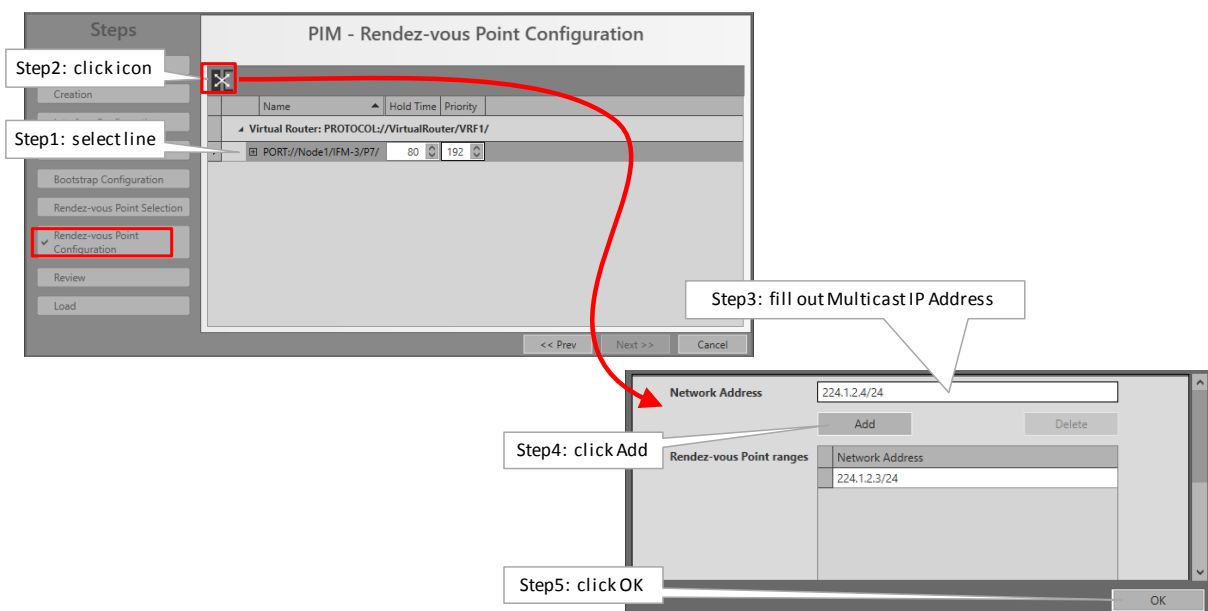 Steps
PIM - Rendez-vous Point Configuration
Step2: click icon
Creation
Name
Hold Time
Priority
Virtual Router: PROTOCOL://VirtualRouter/VRF1/
Step1: select line
PORT://Node1/IFM-3/P7/
80
192
Bootstrap Configuration
Rendez-vous Point Selection
Rendez-vous Point
Configuration
Review
Load
<< Prev
Next >>
Cancel
Step3: fill out Multicast IP Address
Network Address
224.1.2.4/24
Add
Delete
Step4: click Add
Rendez-vous Point ranges
Network Address
224.1.2.3/24
Step5: click OK
OK